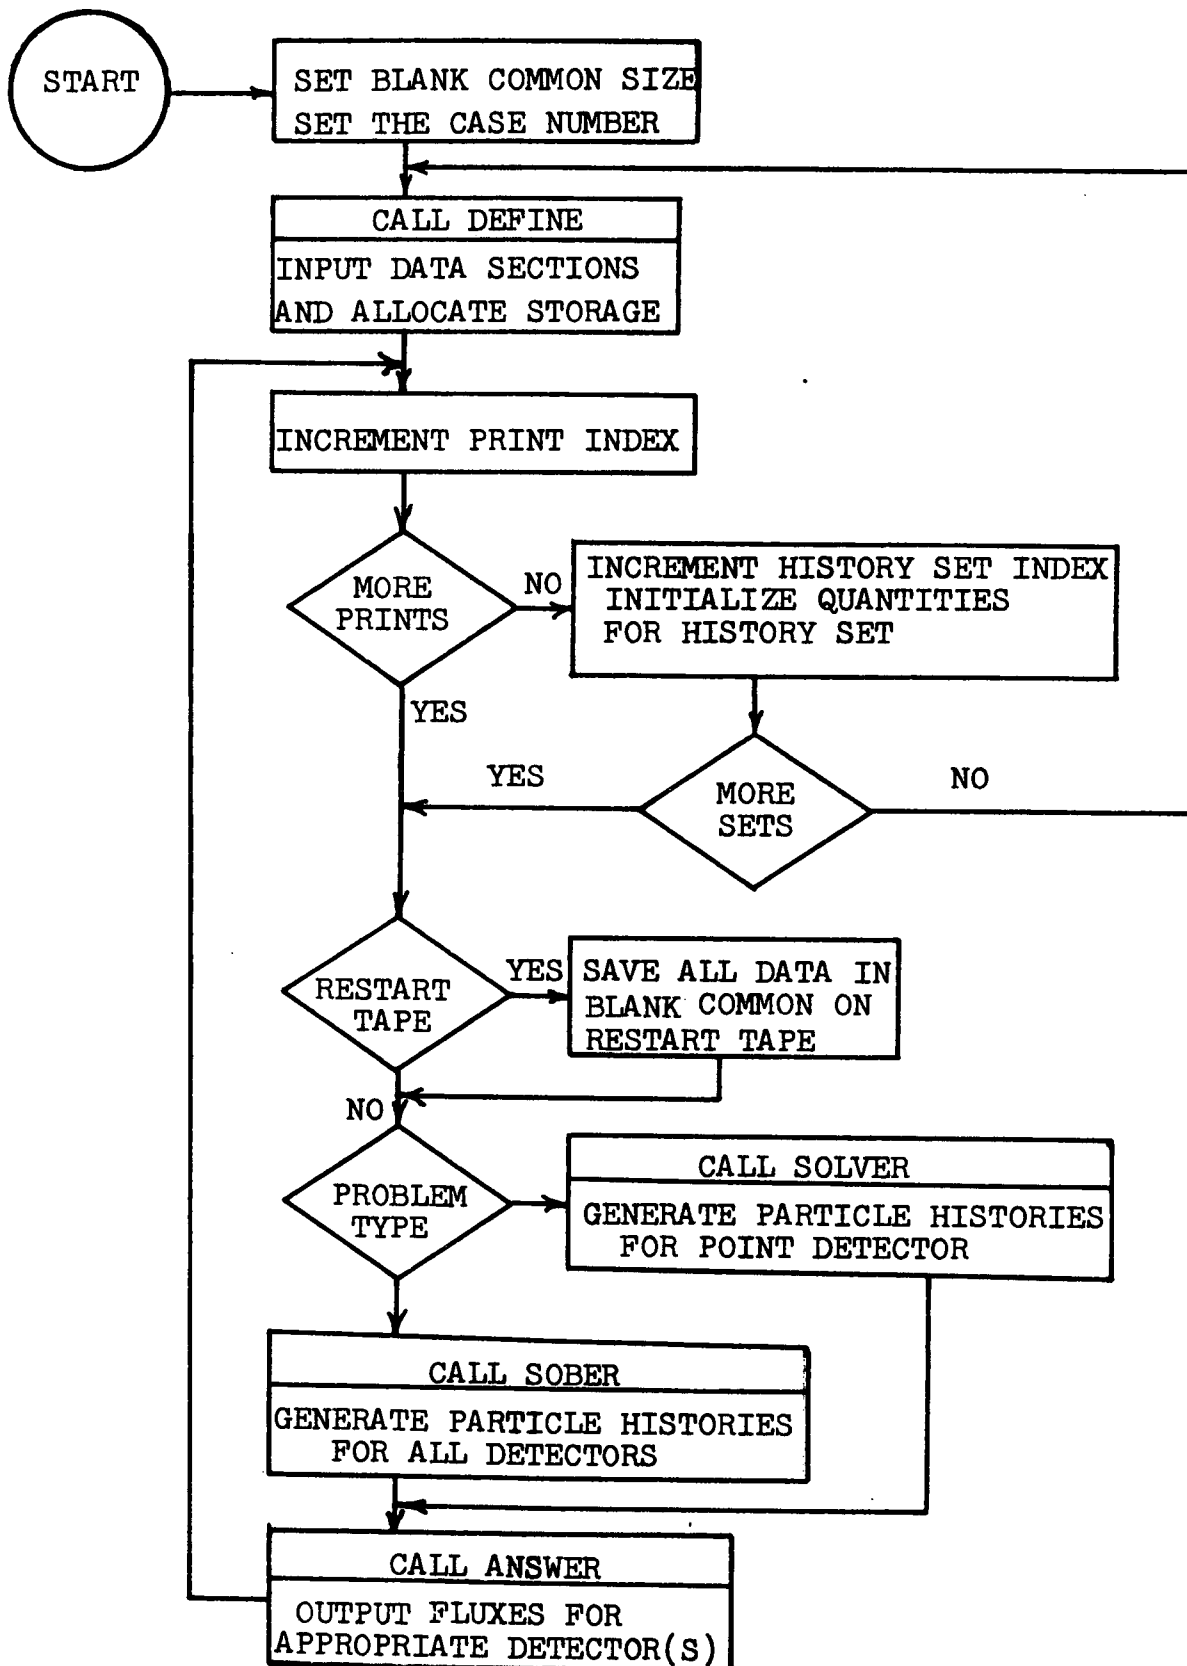 START
SET BLANK COMMON SIZE
SET THE CASE NUMBER
CALL DEFINE
INPUT DATA SECTIONS
AND ALLOCATE STORAGE
INCREMENT PRINT INDEX
MORE
PRINTS
NO
INCREMENT HISTORY SET INDEX
INITIALIZE QUANTITIES
FOR HISTORY SET
YES
YES
MORE
SETS
NO
RESTART
TAPE
YES
SAVE ALL DATA IN
BLANK COMMON ON
RESTART TAPE
NO
PROBLEM
TYPE
CALL SOLVER
GENERATE PARTICLE HISTORIES
FOR POINT DETECTOR
CALL SOBER
GENERATE PARTICLE HISTORIES
FOR ALL DETECTORS
CALL ANSWER
OUTPUT FLUXES FOR
APPROPRIATE DETECTOR(S)